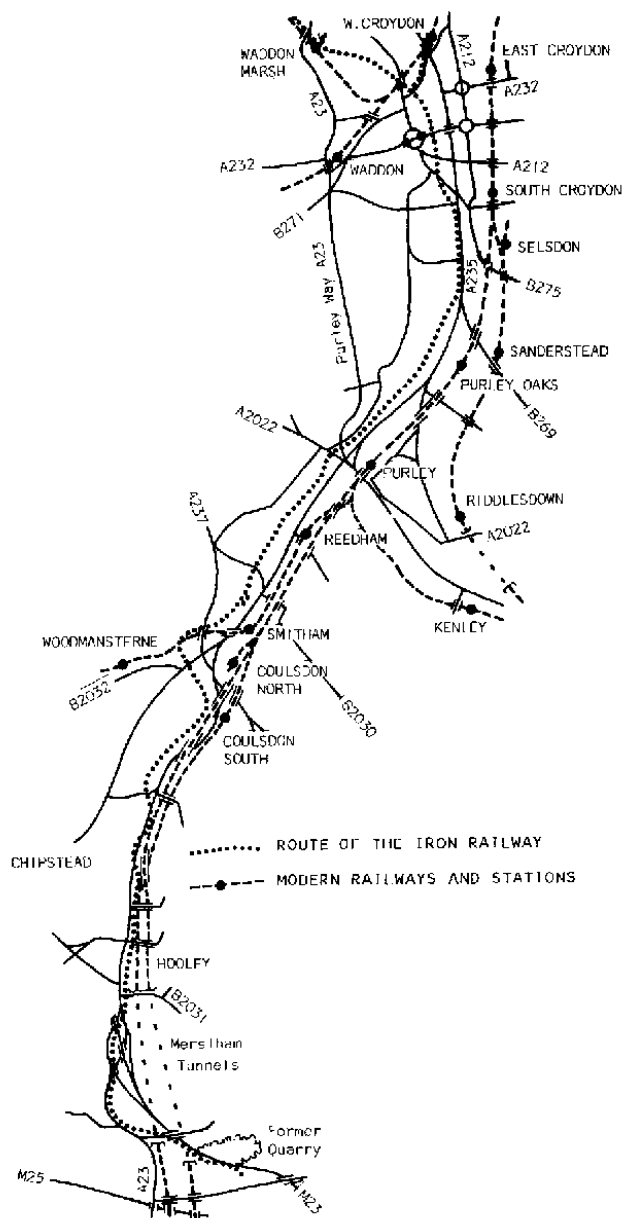 W.CROYDON
WADDON
MARSH
A212
EAST CROYDON
A23
A232
A232
WADDON
A212
SOUTH CROYDON
B271
SELSDON
Purley Way A23
A235
B275
SANDERSTEAD
PURLEY OAKS
B269
A2022
PURLEY
A237
RIDDLESDOWN
REEDHAM
A2022
KENLEY
WOODMANSTERNE
SMITHAM
B2032
COULSDON
NORTH
B2030
COULSDON
SOUTH
CHIPSTEAD
ROUTE OF THE IRON RAILWAY
MODERN RAILWAYS AND STATIONS
HOOLEY
B2031
Merstham
Tunnels
Former
Quarry
M25
A23
M23